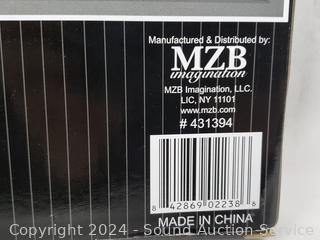 Manufactured & Distributed by:
MZB
imagination
MZB Imagination, LLC.
LIC, NY 11101
www.mzb.com
# 431394
8 42869 02238 6
MADE IN CHINA
Copyright 2024 - Sound Auction Service